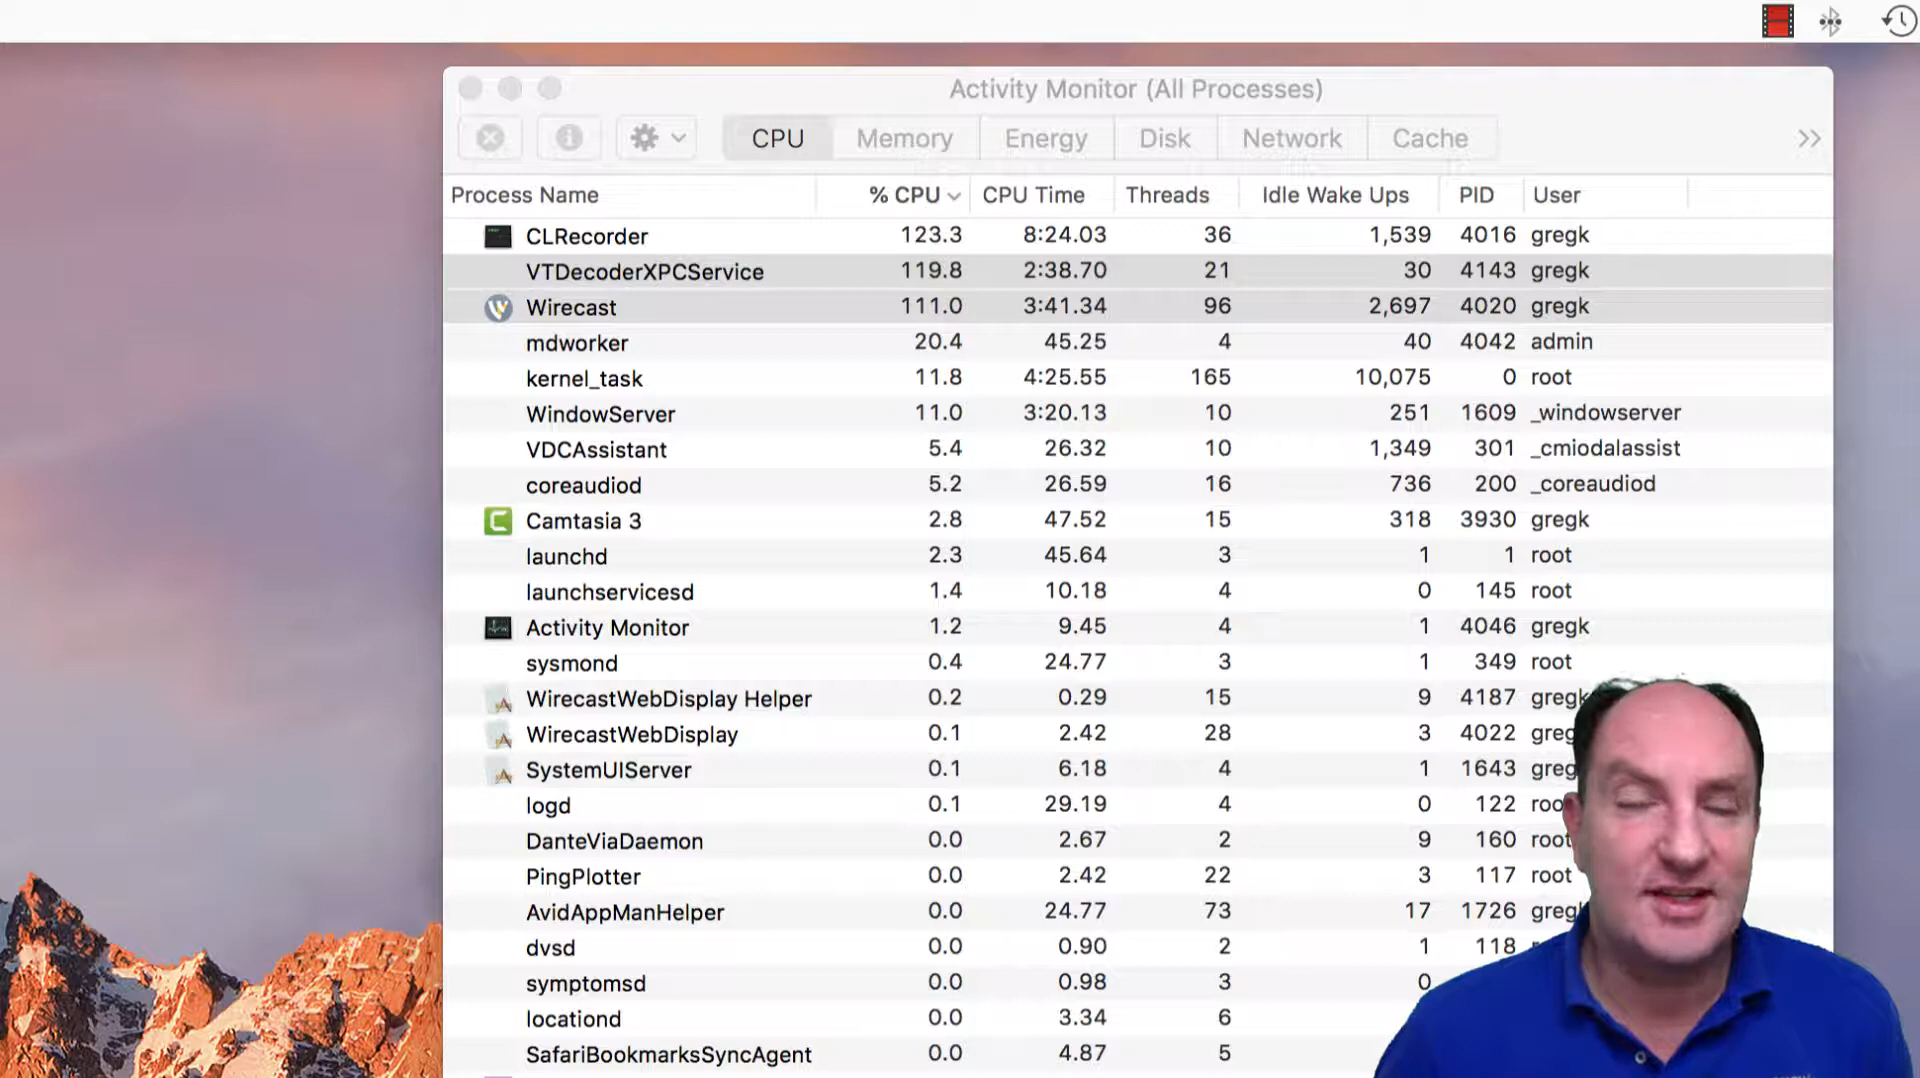 Activity Monitor (All Processes)
CPU Memory Energy Disk Network Cache
Process Name % CPU CPU Time Threads Idle Wake Ups PID User
CLRecorder 123.3 8:24.03 36 1,539 4016 gregk
VTDecoderXPCService 119.8 2:38.70 21 30 4143 gregk
Wirecast 111.0 3:41.34 96 2,697 4020 gregk
mdworker 20.4 45.25 4 40 4042 admin
kernel_task 11.8 4:25.55 165 10,075 0 root
WindowServer 11.0 3:20.13 10 251 1609 _windowserver
VDCAssistant 5.4 26.32 10 1,349 301 _cmiodalassist
coreaudiod 5.2 26.59 16 736 200 _coreaudiod
Camtasia 3 2.8 47.52 15 318 3930 gregk
launchd 2.3 45.64 3 1 1 root
launchservicesd 1.4 10.18 4 0 145 root
Activity Monitor 1.2 9.45 4 1 4046 gregk
sysmond 0.4 24.77 3 1 349 root
WirecastWebDisplay Helper 0.2 0.29 15 9 4187 gregk
WirecastWebDisplay 0.1 2.42 28 3 4022 greg
SystemUIServer 0.1 6.18 4 1 1643 greg
logd 0.1 29.19 4 0 122 roo
DanteViaDaemon 0.0 2.67 2 9 160 root
PingPlotter 0.0 2.42 22 3 117 root
AvidAppManHelper 0.0 24.77 73 17 1726 greg
dvsd 0.0 0.90 2 1 118
symptomsd 0.0 0.98 3 0
locationd 0.0 3.34 6
SafariBookmarksSyncAgent 0.0 4.87 5